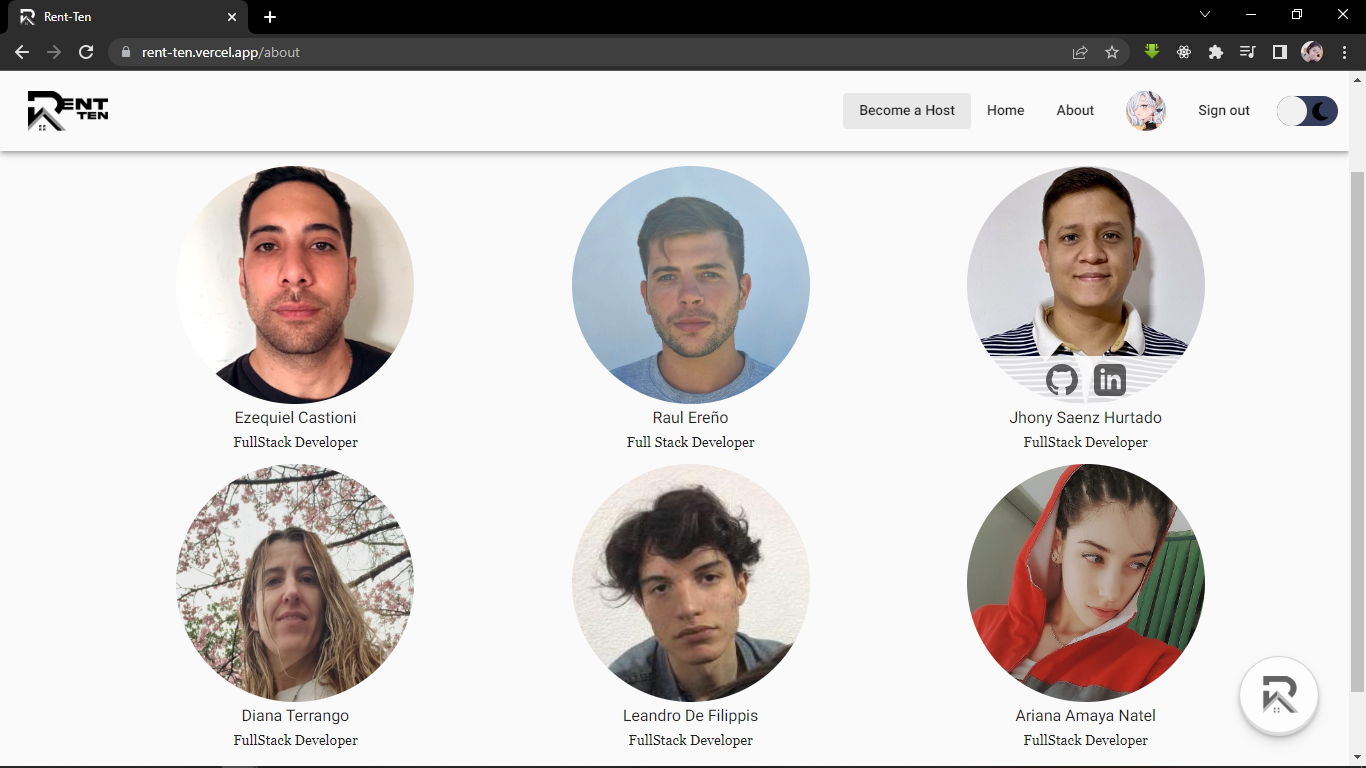 Rent-Ten
rent-ten.vercel.app/about
RENT
TEN
Become a Host
Home
About
Sign out
in
Ezequiel Castioni
Raul Ereño
Jhony Saenz Hurtado
FullStack Developer
Full Stack Developer
FullStack Developer
Diana Terrango
Leandro De Filippis
Ariana Amaya Natel
FullStack Developer
FullStack Developer
FullStack Developer